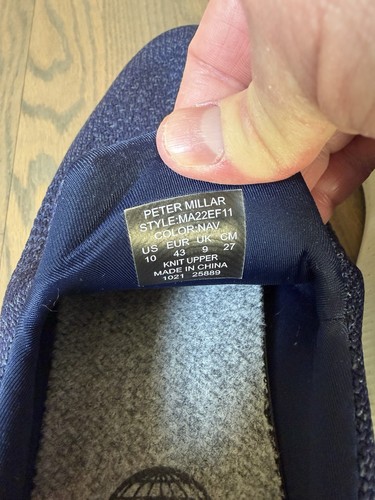 PETER MILLAR
STYLE:MA22EF11
COLOR:NAV
US EUR UK CM
10 43 9 27
KNIT UPPER
MADE IN CHINA
1021 25889